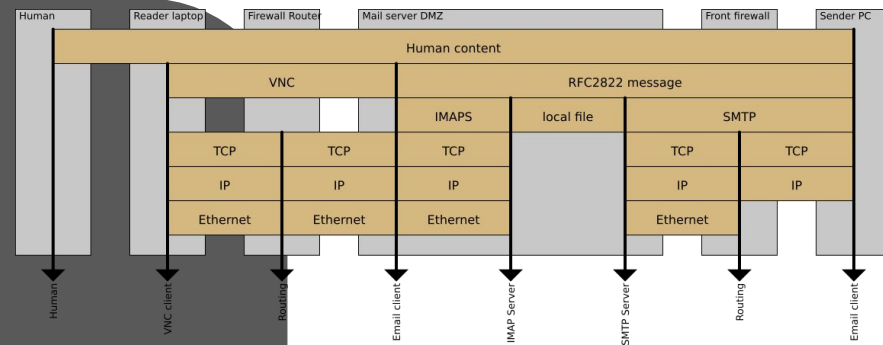 Human
Reader laptop
Firewall Router
Mail server DMZ
Front firewall
Sender PC
Human content
VNC
RFC2822 message
IMAPS
local file
SMTP
TCP
TCP
TCP
TCP
TCP
IP
IP
IP
IP
IP
Ethernet
Ethernet
Ethernet
Ethernet
Human
VNC client
Routing
Email client
IMAP Server
SMTP Server
Routing
Email client